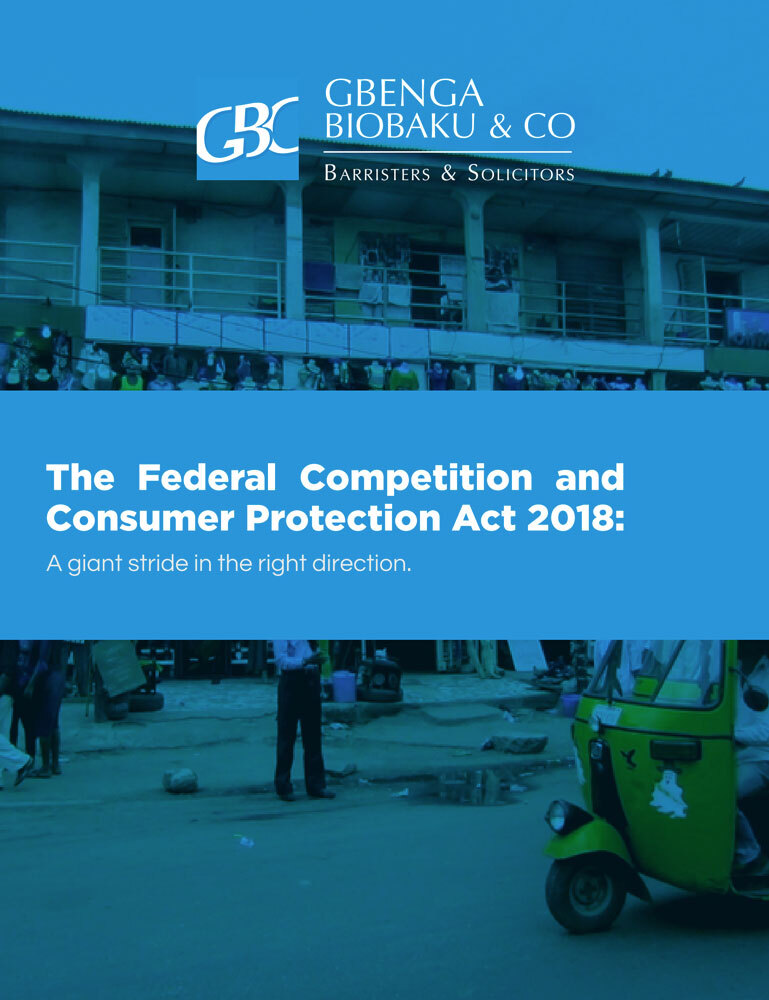 GBC
GBENGA
BIOBAKU & CO
BARRISTERS & SOLICITORS
The Federal Competition and
Consumer Protection Act 2018:
A giant stride in the right direction.